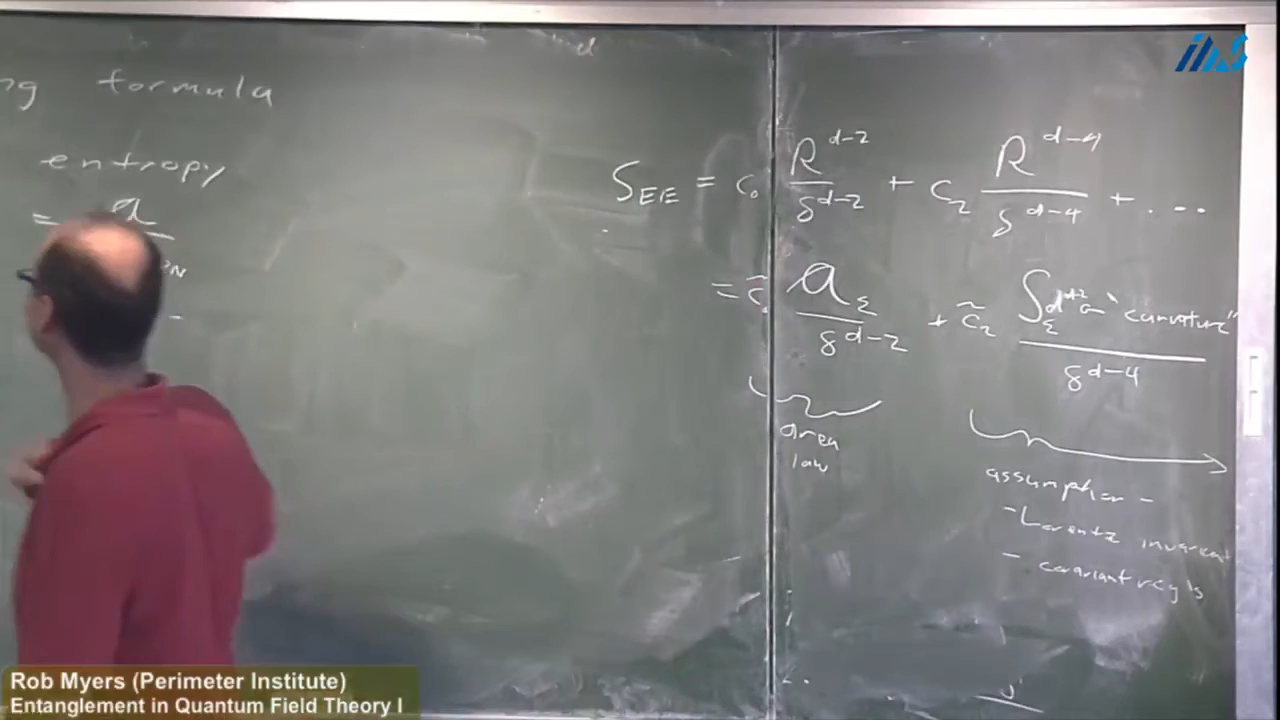 formula
entropy
= a
S_EE = c_0 R^{d-2} / δ^{d-2} + c_2 R^{d-4} / δ^{d-4} + ....
= c̃_0 a_Σ / δ^{d-2} + c̃_2 ∫_Σ "curvature" / δ^{d-4}
area
law
assumption -
- Lorentz invariant
- covariant reg's
ihes
Rob Myers (Perimeter Institute)
Entanglement in Quantum Field Theory I